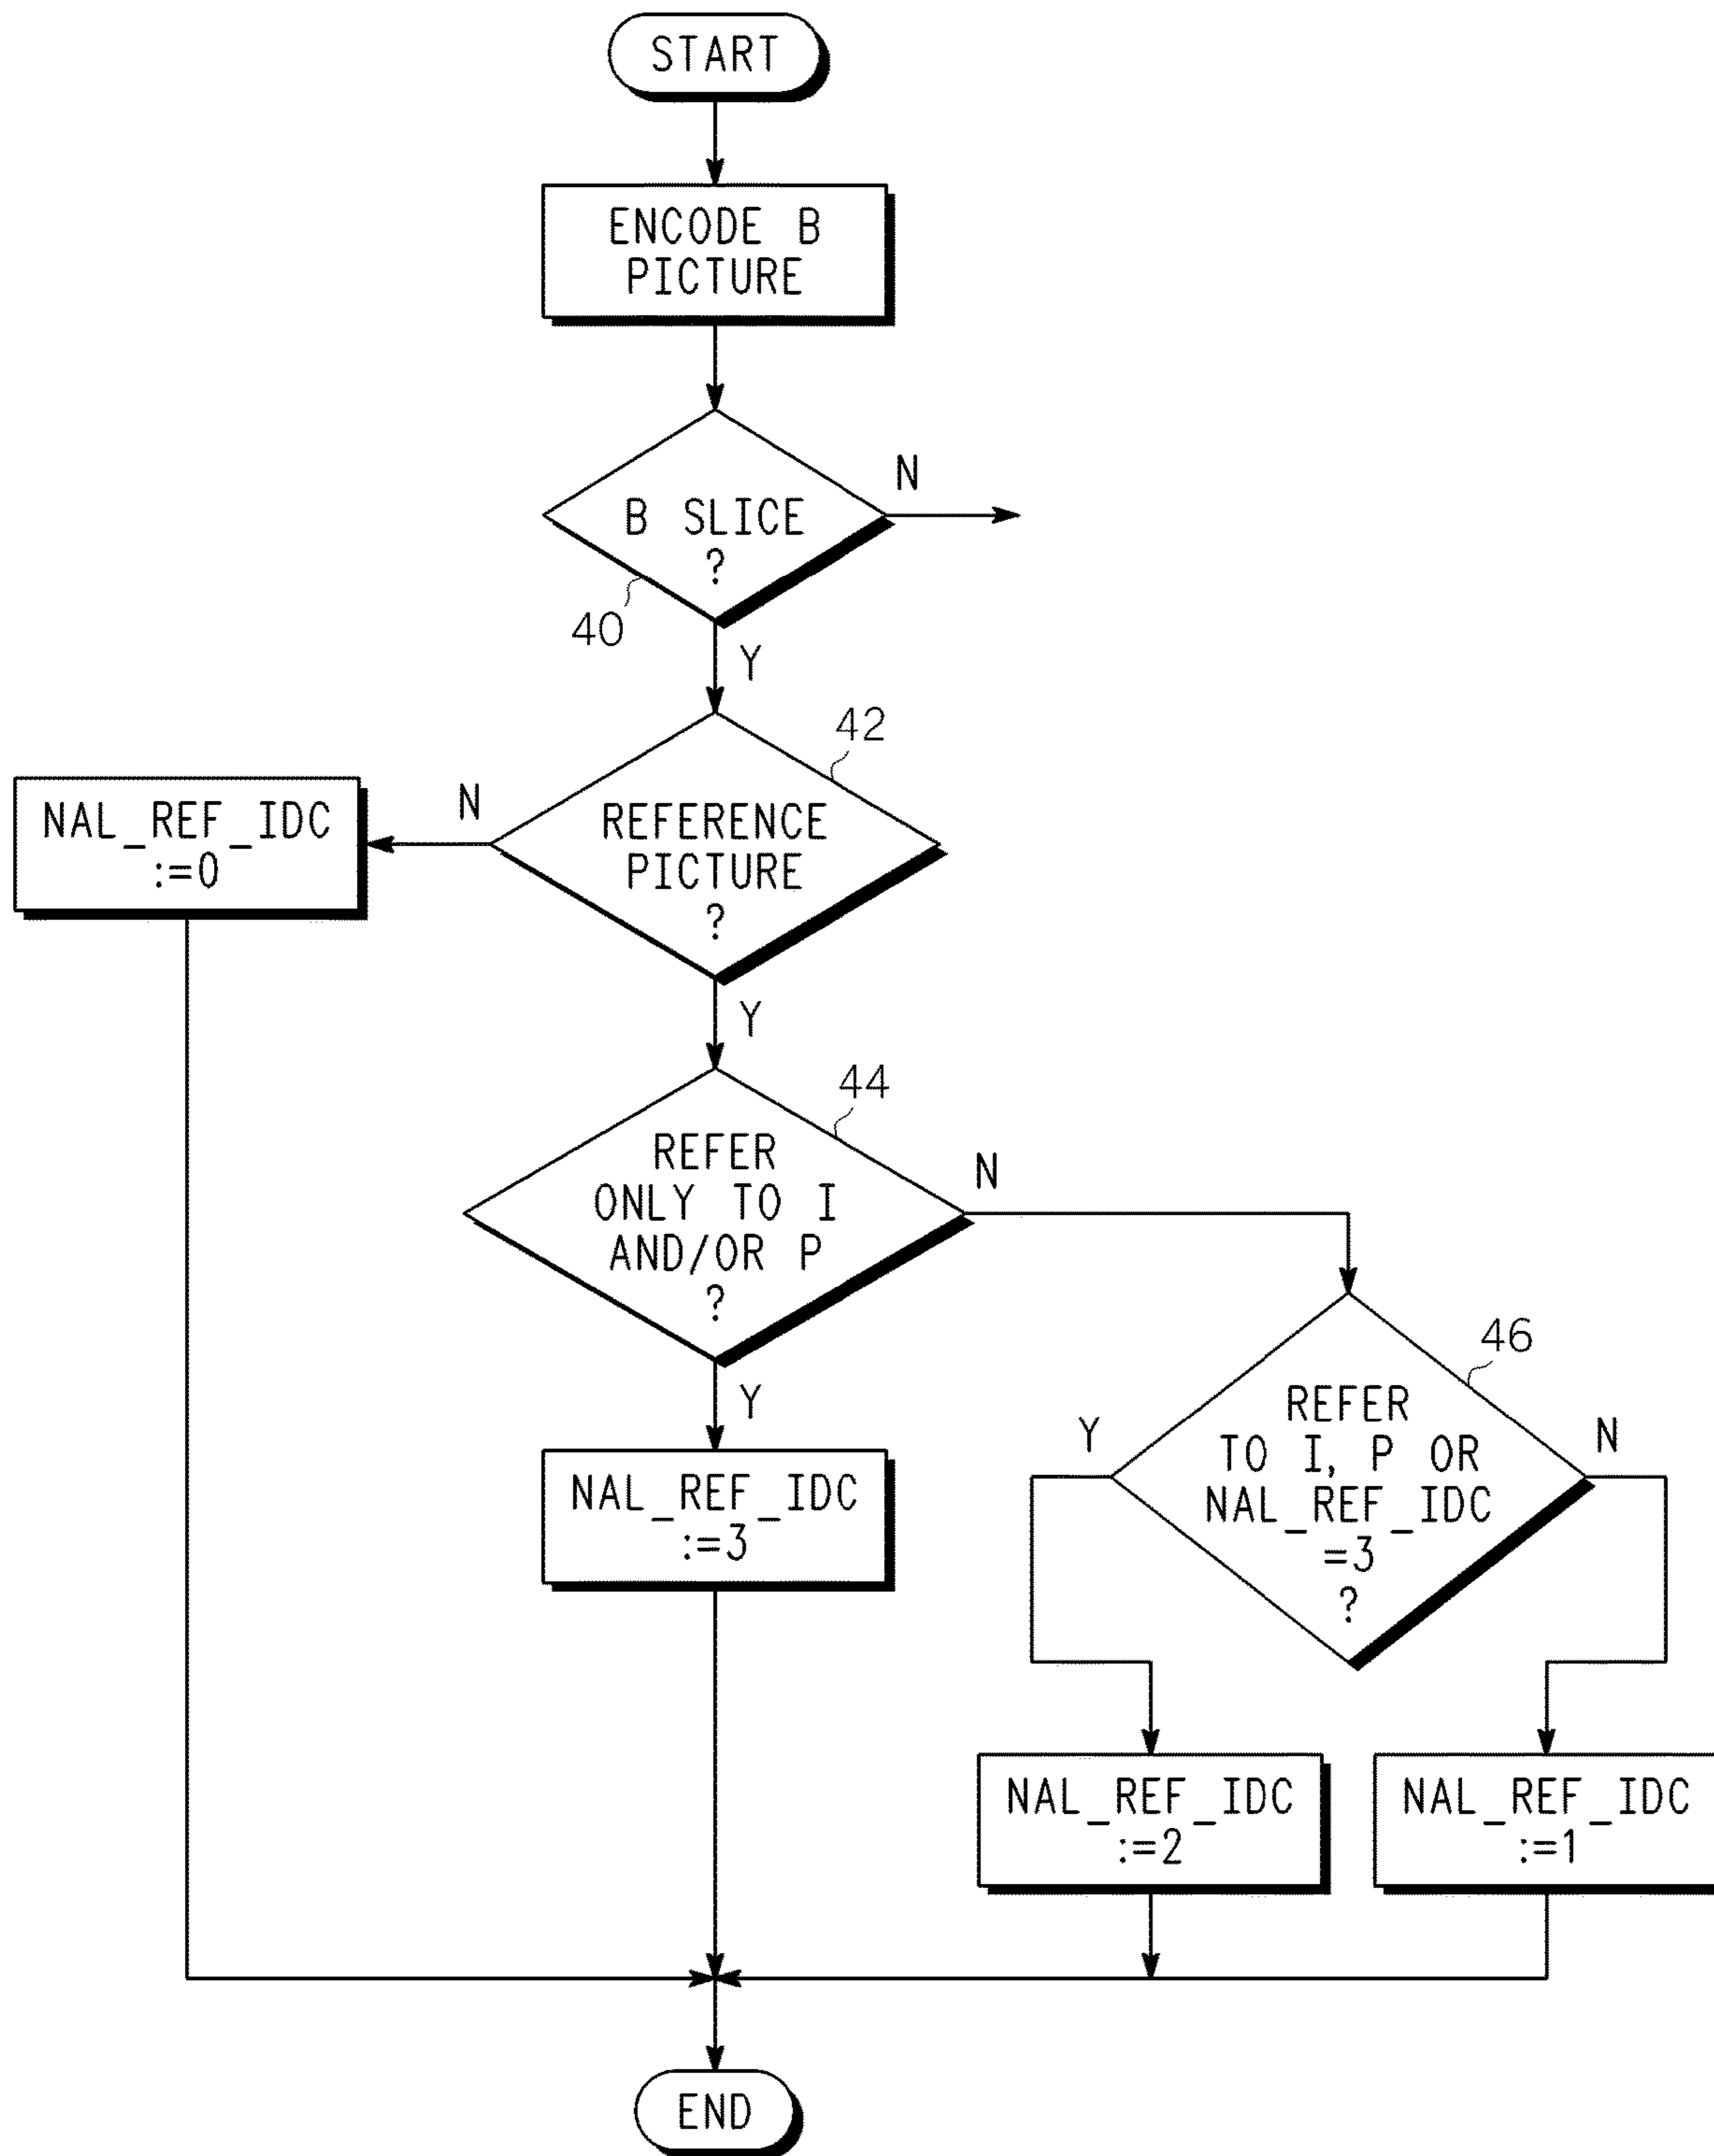 START
ENCODE B
PICTURE
B SLICE
?
N
40
Y
42
REFERENCE
PICTURE
?
N
NAL_REF_IDC
:=0
Y
44
REFER
ONLY TO I
AND/OR P
?
N
Y
46
REFER
TO I, P OR
NAL_REF_IDC
=3
?
Y
N
NAL_REF_IDC
:=3
NAL_REF_IDC
:=2
NAL_REF_IDC
:=1
END